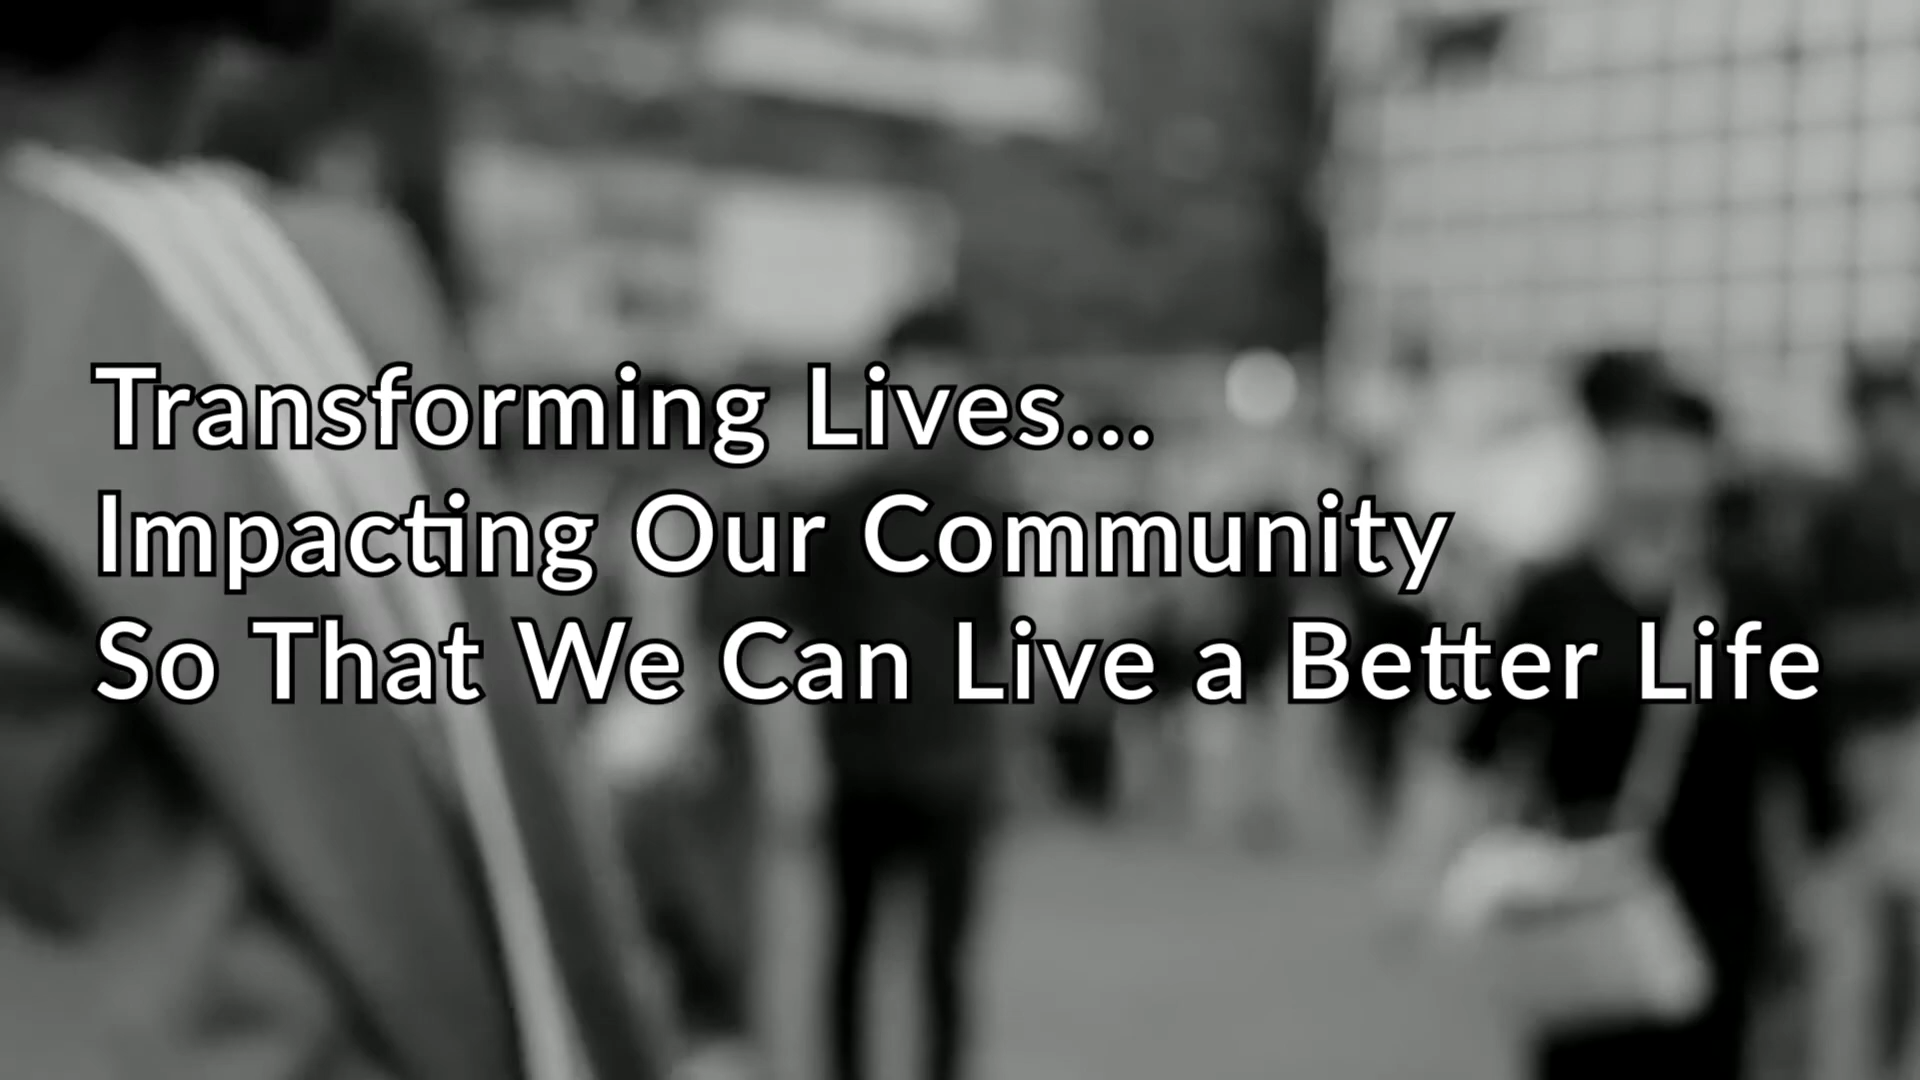 Transforming Lives...
Impacting Our Community
So That We Can Live a Better Life